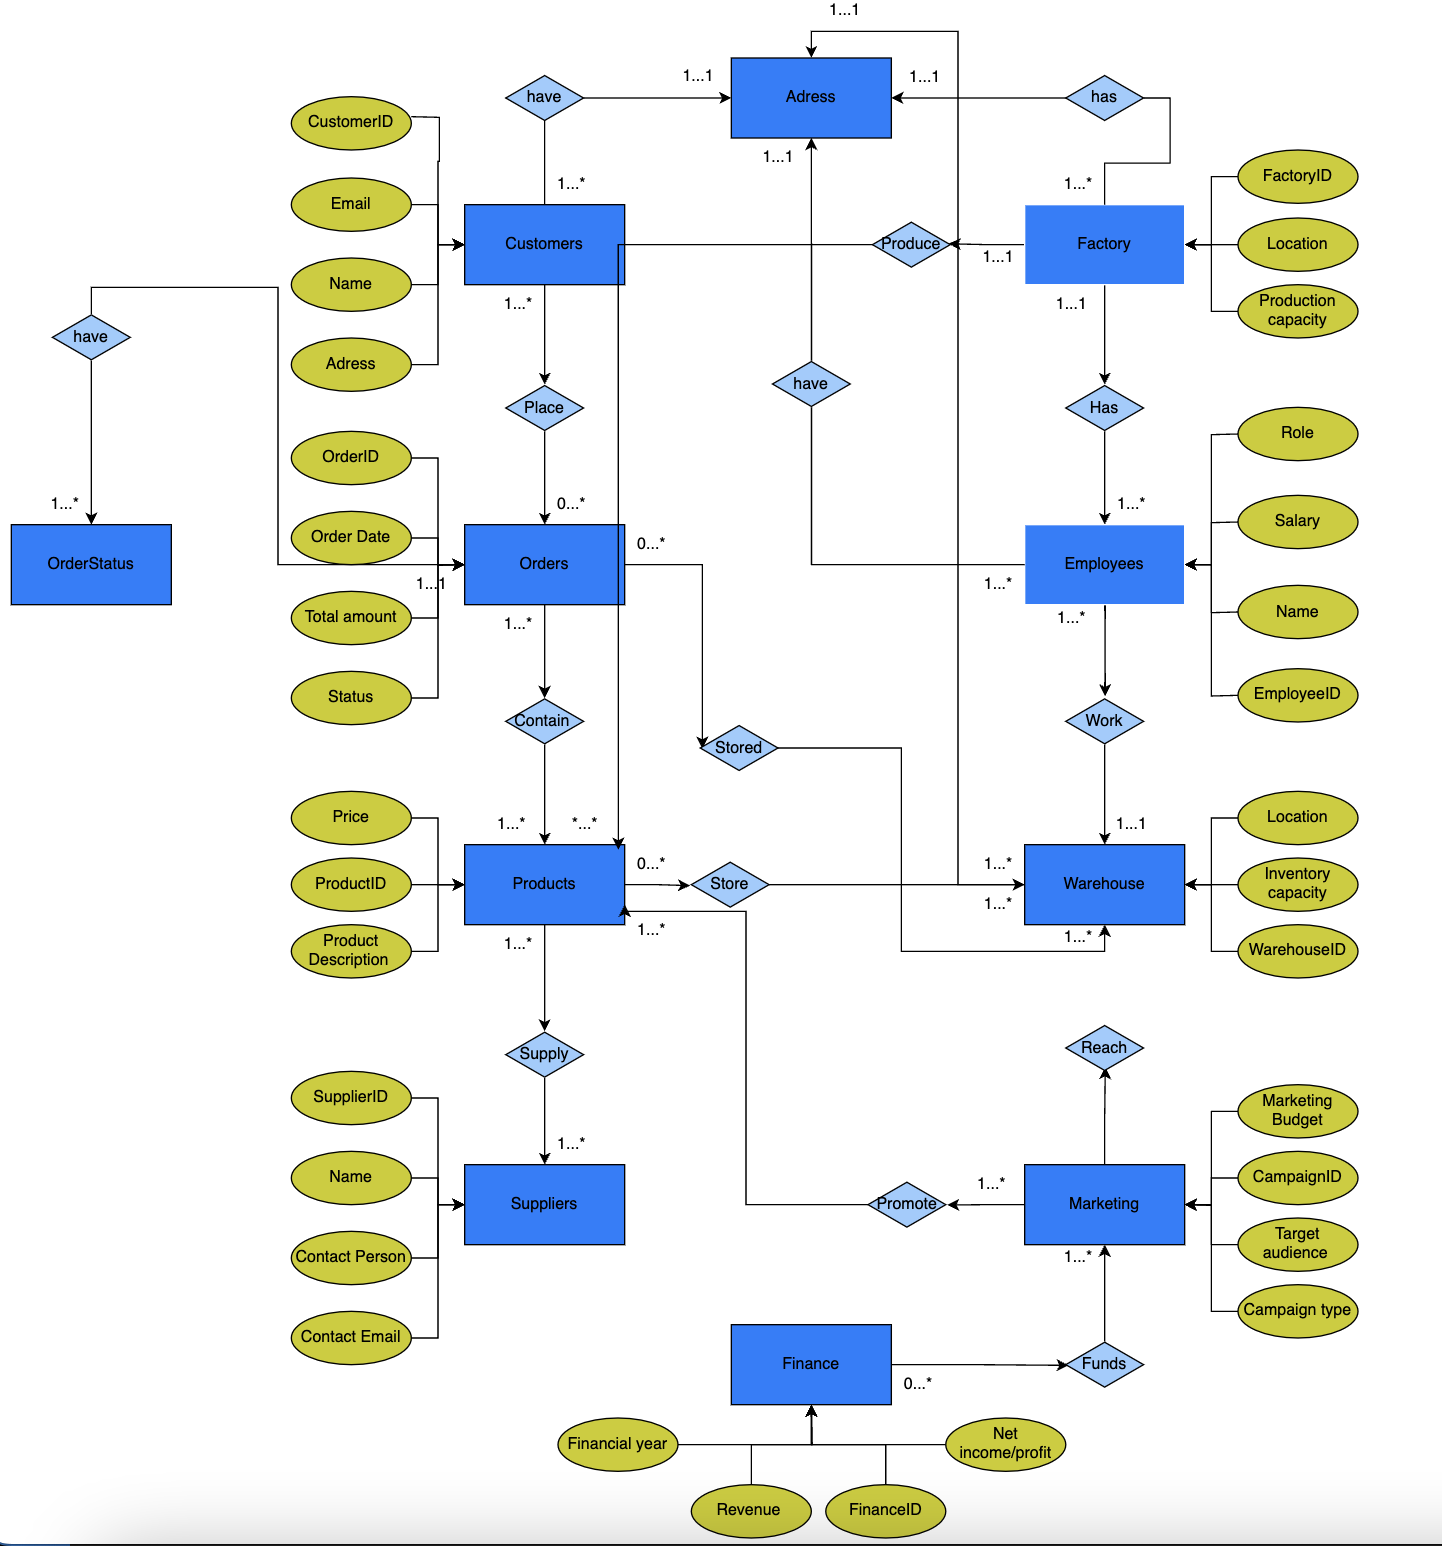 1...1
have
1...1
Adress
1...1
has
CustomerID
1...1
1...*
1...*
FactoryID
Email
Customers
Produce
1...1
Factory
Location
Name
1...*
1...1
Production
capacity
have
Adress
have
Place
Has
Role
OrderID
1...*
0...*
1...*
Salary
Order Date
0...*
OrderStatus
Orders
Employees
1...1
1...*
Total amount
1...*
1...*
Name
Status
EmployeeID
Contain
Work
Stored
Price
1...*
*...*
1...1
Location
0...*
1...*
ProductID
Products
Store
Warehouse
Inventory
capacity
1...*
Product
Description
1...*
1...*
1...*
WarehouseID
Supply
Reach
SupplierID
Marketing
Budget
1...*
Name
1...*
CampaignID
Suppliers
Promote
Marketing
Target
audience
Contact Person
1...*
Campaign type
Contact Email
Finance
Funds
0...*
Financial year
Net
income/profit
Revenue
FinanceID